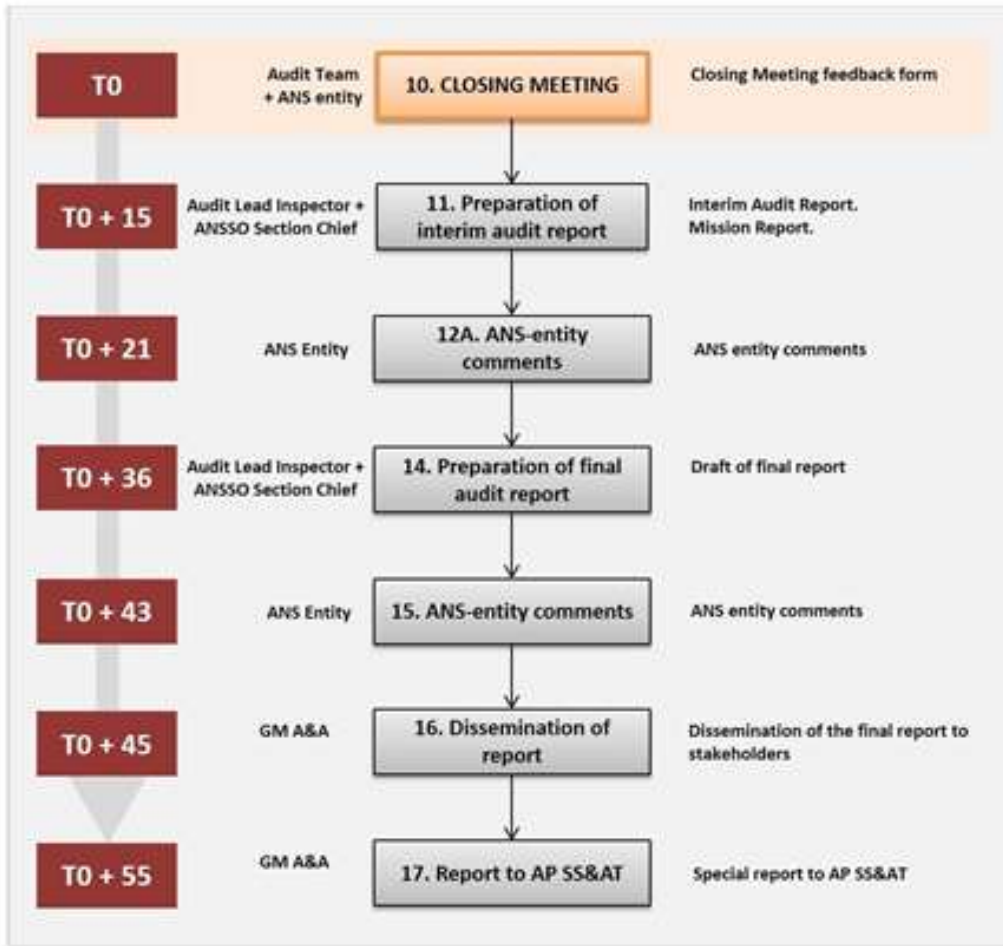 T0
Audit Team
+ ANS entity
10. CLOSING MEETING
Closing Meeting feedback form
T0 + 15
Audit Lead Inspector +
ANSSO Section Chief
11. Preparation of
interim audit report
Interim Audit Report.
Mission Report.
T0 + 21
ANS Entity
12A. ANS-entity
comments
ANS entity comments
T0 + 36
Audit Lead Inspector +
ANSSO Section Chief
14. Preparation of final
audit report
Draft of final report
T0 + 43
ANS Entity
15. ANS-entity comments
ANS entity comments
T0 + 45
GM A&A
16. Dissemination of
report
Dissemination of the final report to
stakeholders
T0 + 55
GM A&A
17. Report to AP SS&AT
Special report to AP SS&AT